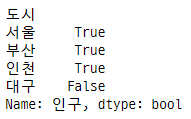 도시
서울     True
부산     True
인천     True
대구    False
Name: 인구, dtype: bool